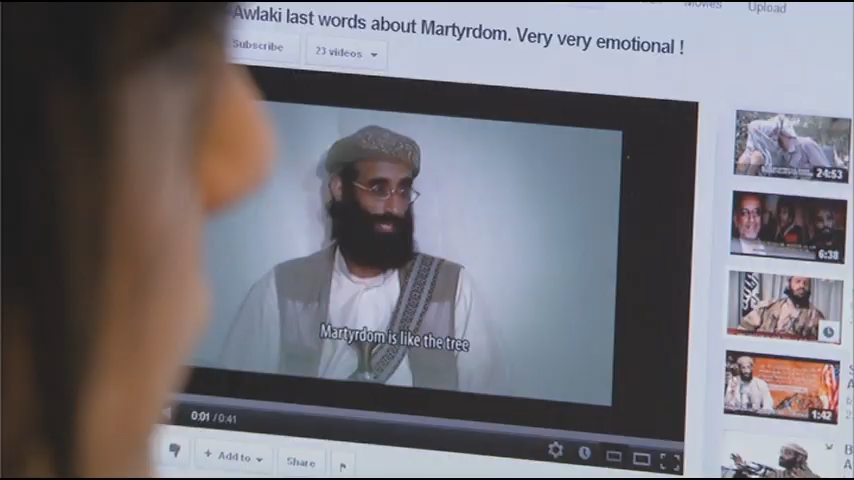 Movies
Upload
Awlaki last words about Martyrdom. Very very emotional !
Subscribe
23 videos
24:53
6:38
Martyrdom is like the tree
1:42
0:01 / 0:41
+ Add to
Share
B
A